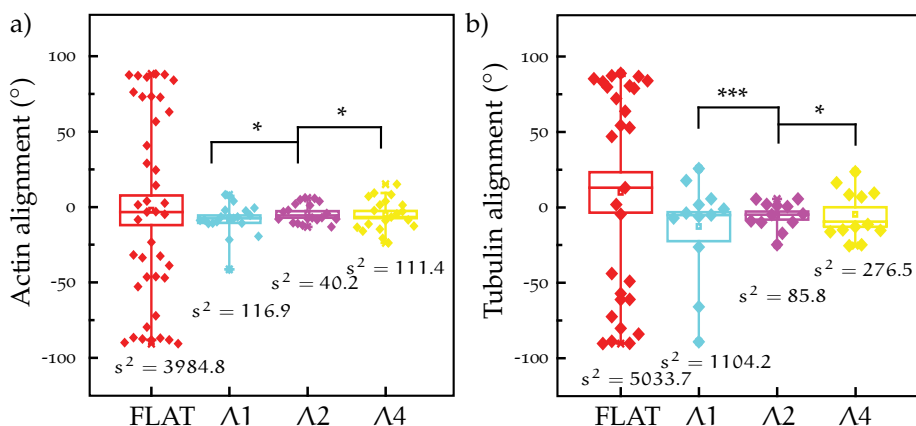 a)
Actin alignment (°)
100
50
0
-50
-100
*
*
s² = 3984.8
s² = 116.9
s² = 40.2
s² = 111.4
FLAT Λ1 Λ2 Λ4
b)
Tubulin alignment (°)
100
50
0
-50
-100
***
*
s² = 5033.7
s² = 1104.2
s² = 85.8
s² = 276.5
FLAT Λ1 Λ2 Λ4